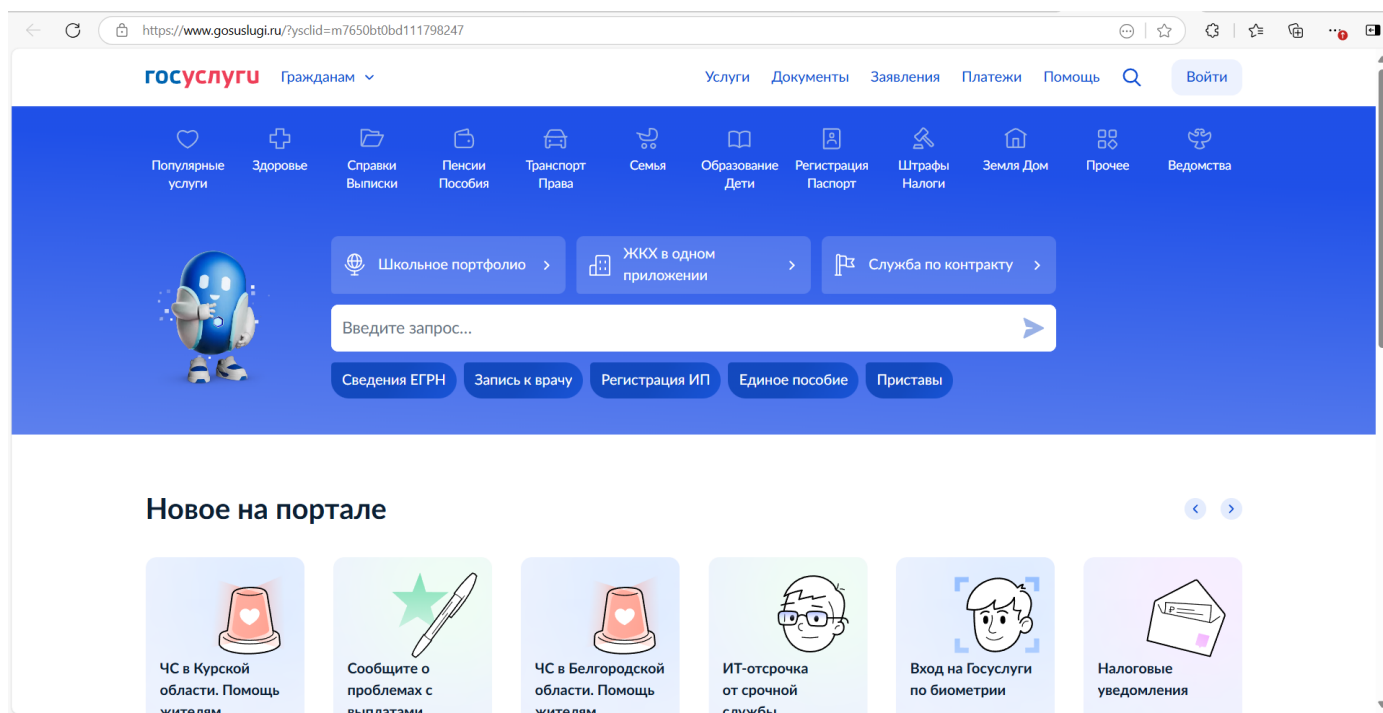 https://www.gosuslugi.ru/?ysclid=m7650bt0bd111798247
госуслуги Гражданам Услуги Документы Заявления Платежи Помощь Войти
Популярные услуги
Здоровье
Справки Выписки
Пенсии Пособия
Транспорт Права
Семья
Образование Дети
Регистрация Паспорт
Штрафы Налоги
Земля Дом
Прочее
Ведомства
Школьное портфолио
ЖКХ в одном
приложении
Служба по контракту
Введите запрос...
Сведения ЕГРН Запись к врачу Регистрация ИП Единое пособие Приставы
Новое на портале
ЧС в Курской
области. Помощь
жителям
Сообщите о
проблемах с
выплатами
ЧС в Белгородской
области. Помощь
жителям
ИТ-отсрочка
от срочной
службы
Вход на Госуслуги
по биометрии
Налоговые
уведомления